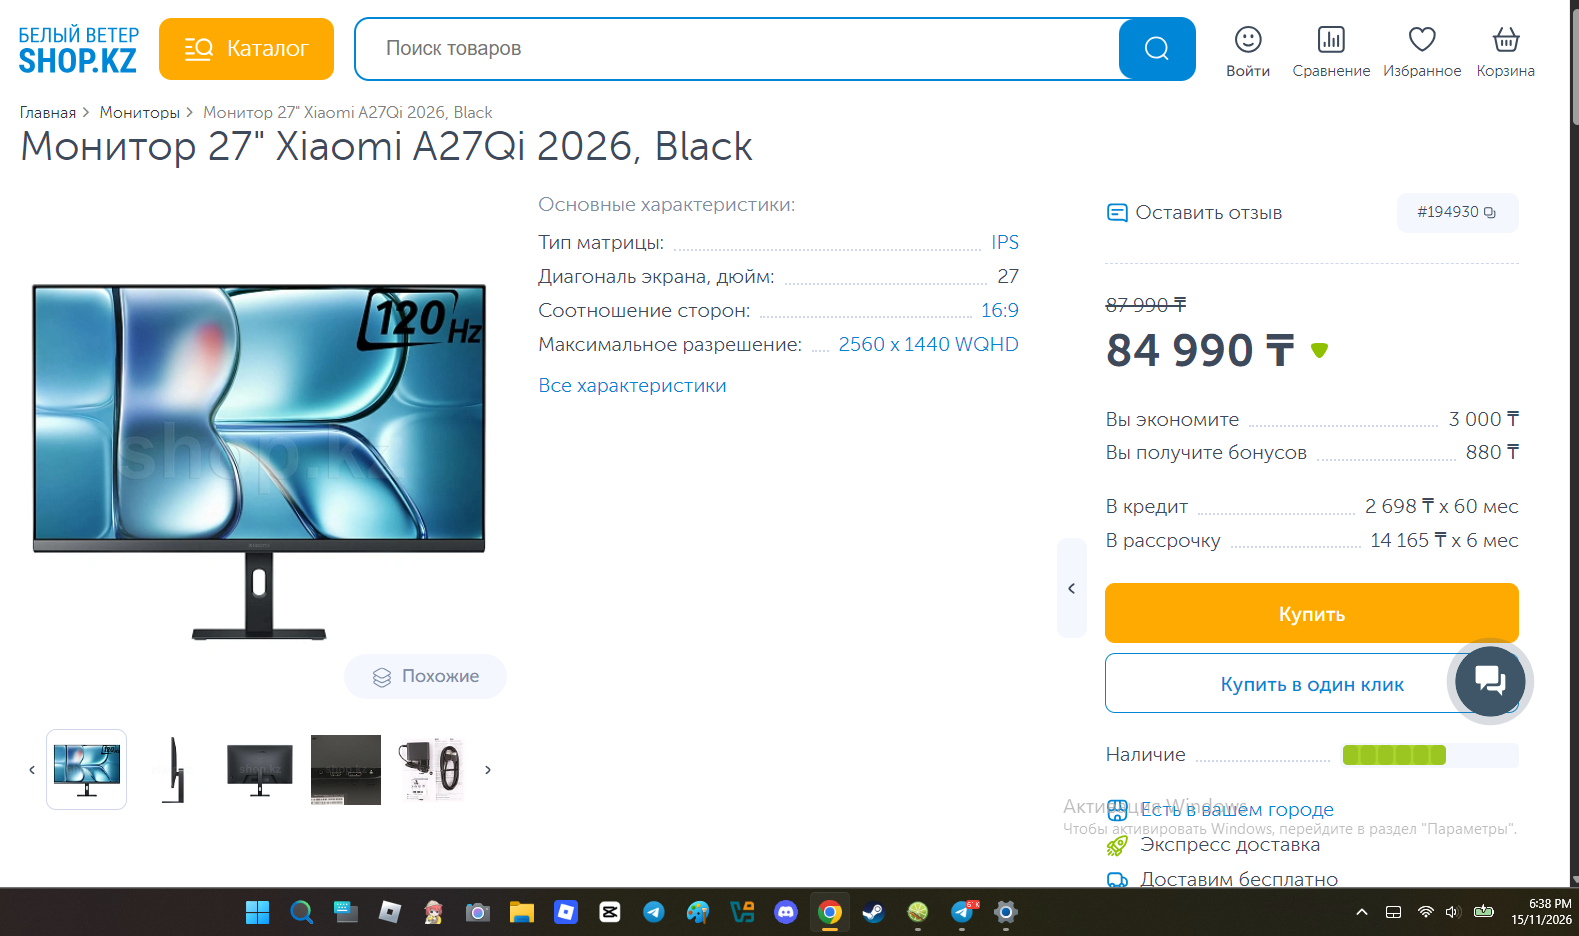 БЕЛЫЙ ВЕТЕР
SHOP.KZ
Каталог
Поиск товаров
Войти
Сравнение
Избранное
Корзина
Главная > Мониторы > Монитор 27" Xiaomi A27Qi 2026, Black
Монитор 27" Xiaomi A27Qi 2026, Black
120 Hz
shop.kz
Похожие
Основные характеристики:
Тип матрицы: IPS
Диагональ экрана, дюйм: 27
Соотношение сторон: 16:9
Максимальное разрешение: 2560 x 1440 WQHD
Все характеристики
Оставить отзыв
#194930
87 990 ₸
84 990 ₸
Вы экономите 3 000 ₸
Вы получите бонусов 880 ₸
В кредит 2 698 ₸ x 60 мес
В рассрочку 14 165 ₸ x 6 мес
Купить
Купить в один клик
Наличие
Есть в вашем городе
Экспресс доставка
Доставим бесплатно
Активация Windows
Чтобы активировать Windows, перейдите в раздел "Параметры".
6:38 PM
15/11/2026